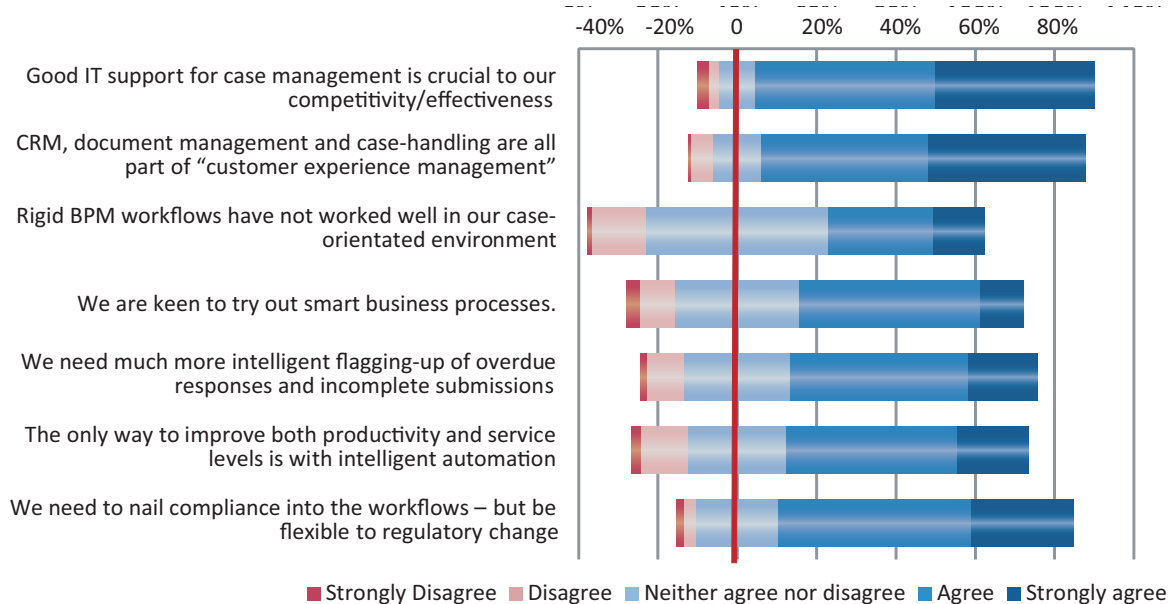 -40% -20% 0 20% 40% 60% 80%
Good IT support for case management is crucial to our
competitivity/effectiveness
CRM, document management and case-handling are all
part of “customer experience management”
Rigid BPM workflows have not worked well in our case-
orientated environment
We are keen to try out smart business processes.
We need much more intelligent flagging-up of overdue
responses and incomplete submissions
The only way to improve both productivity and service
levels is with intelligent automation
We need to nail compliance into the workflows – but be
flexible to regulatory change
Strongly Disagree Disagree Neither agree nor disagree Agree Strongly agree